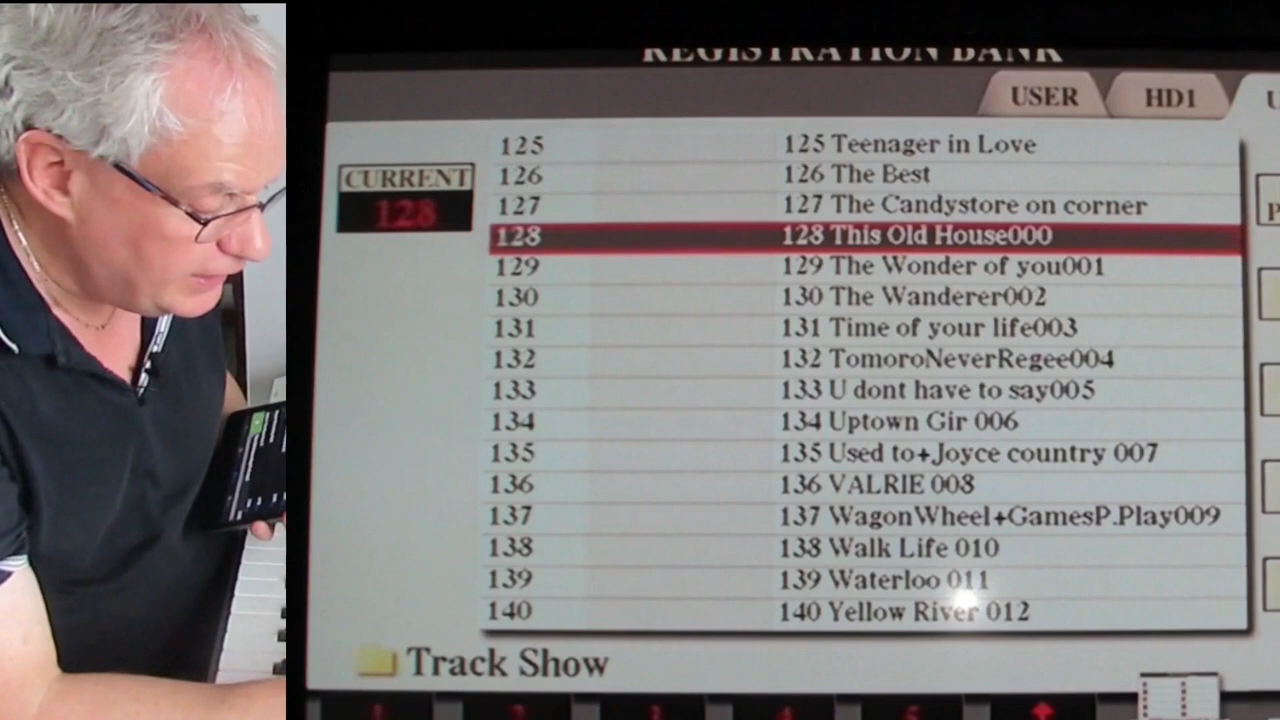 REGISTRATION BANK
USER
HD1
CURRENT
128
125 125 Teenager in Love
126 126 The Best
127 127 The Candystore on corner
128 128 This Old House000
129 129 The Wonder of you001
130 130 The Wanderer002
131 131 Time of your life003
132 132 TomoroNeverRegee004
133 133 U dont have to say005
134 134 Uptown Gir 006
135 135 Used to+Joyce country 007
136 136 VALRIE 008
137 137 WagonWheel+GamesP.Play009
138 138 Walk Life 010
139 139 Waterloo 011
140 140 Yellow River 012
Track Show